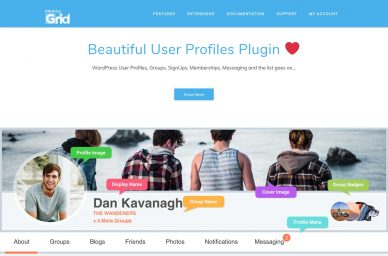 PROFILE
Grid
FEATURES EXTENSIONS DOCUMENTATION SUPPORT MY ACCOUNT
Beautiful User Profiles Plugin ❤
WordPress User Profiles, Groups, SignUps, Memberships, Messaging and the list goes on...
Know More
Profile Image
Display Name
Group Badges
Cover Image
Dan Kavanagh
Group Name
THE WANDERERS
+ 4 More Groups
Profile Menu
About Groups Blogs Friends Photos Notifications Messaging